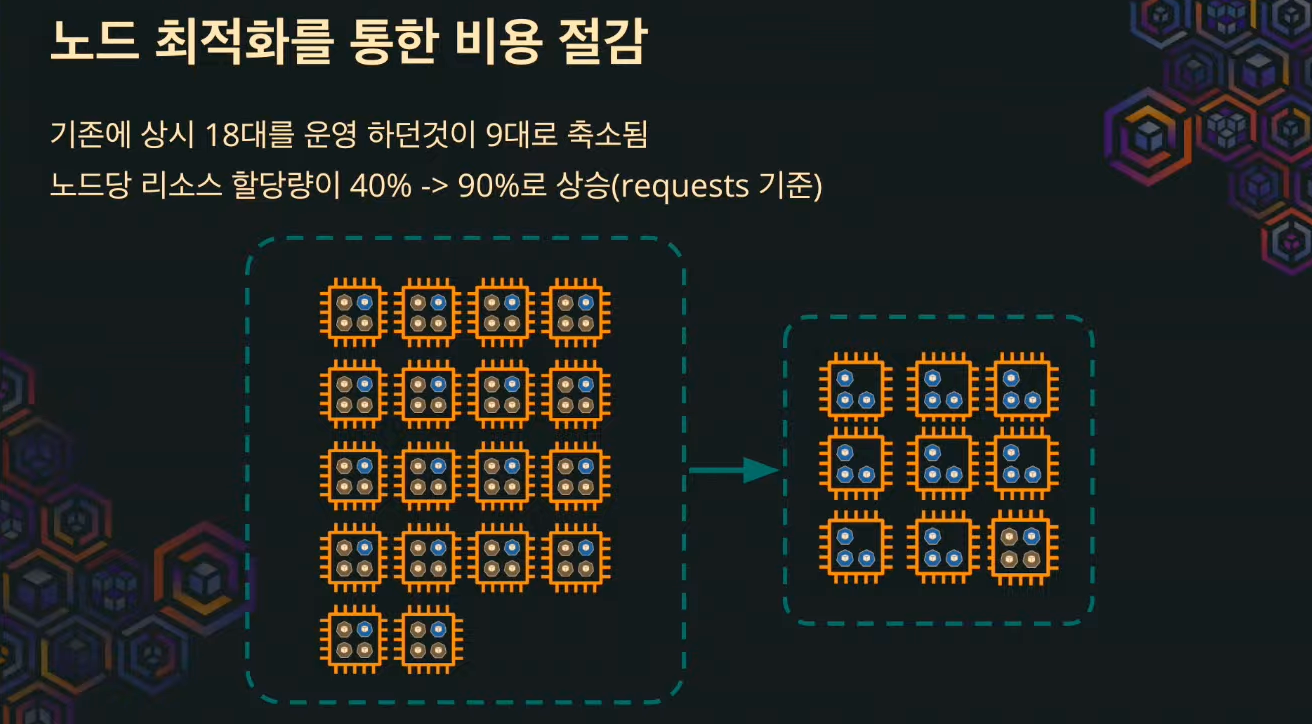 노드 최적화를 통한 비용 절감
기존에 상시 18대를 운영 하던것이 9대로 축소됨
노드당 리소스 할당량이 40% -> 90%로 상승(requests 기준)